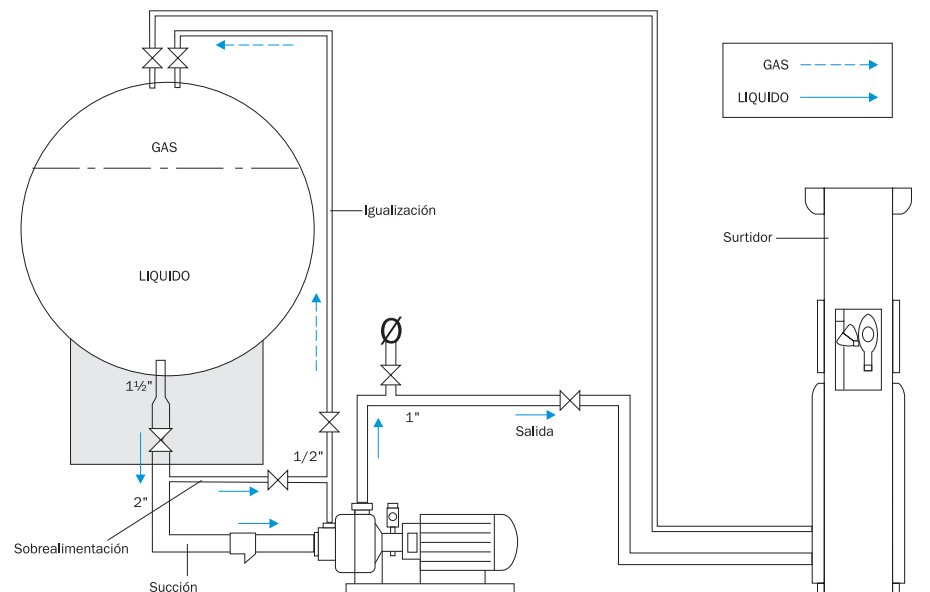 GAS
LIQUIDO
GAS
Igualización
Surtidor
LIQUIDO
Ø
1½"
1"
Salida
1/2"
2"
Sobrealimentación
Succión